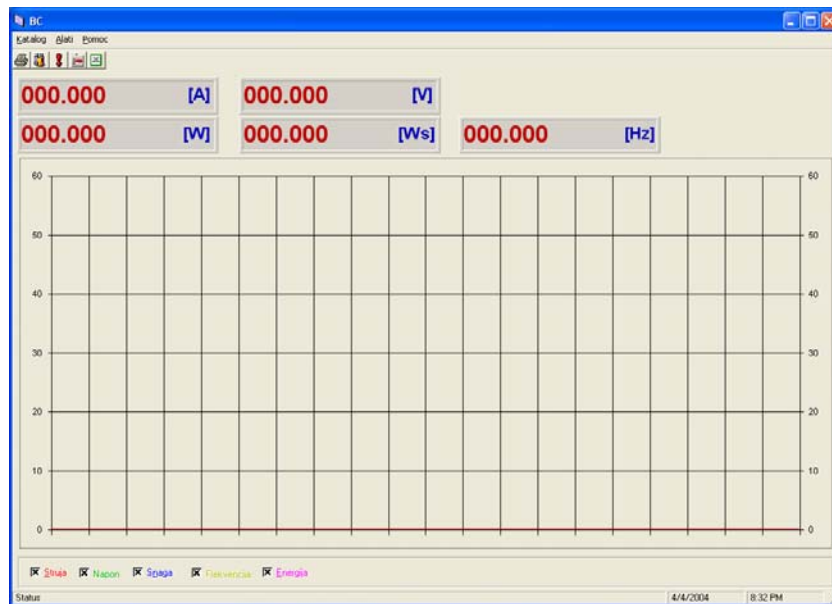 BC
Katalog Alati Pomoc
000.000 [A] 000.000 [V]
000.000 [W] 000.000 [Ws] 000.000 [Hz]
60 60
50 50
40 40
30 30
20 20
10 10
0 0
Struja Napon Snaga Frekvencija Energija
Status 4/4/2004 8:32 PM